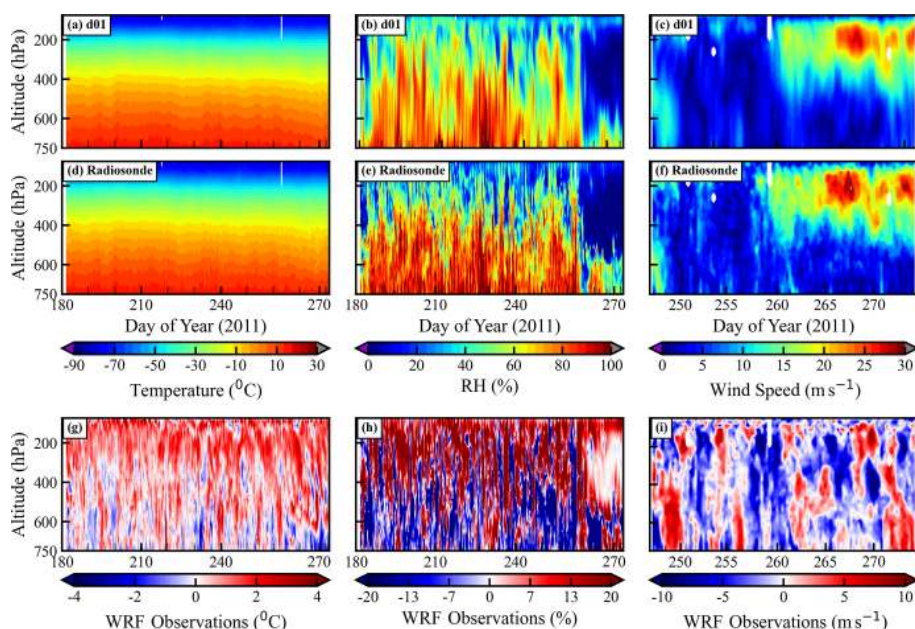 (a) d01 (b) d01 (c) d01
Altitude (hPa) 200 400 600 750
(d) Radiosonde (e) Radiosonde (f) Radiosonde
Altitude (hPa) 200 400 600 750
180 210 240 270 180 210 240 270 250 255 260 265 270
Day of Year (2011) Day of Year (2011) Day of Year (2011)
-90 -70 -50 -30 -10 10 30 0 20 40 60 80 100 0 5 10 15 20 25 30
Temperature (⁰C) RH (%) Wind Speed (m s⁻¹)
(g) (h) (i)
Altitude (hPa) 200 400 600 750
180 210 240 270 180 210 240 270 250 255 260 265 270
-4 -2 0 2 4 -20 -13 -7 0 7 13 20 -10 -5 0 5 10
WRF Observations (⁰C) WRF Observations (%) WRF Observations (m s⁻¹)